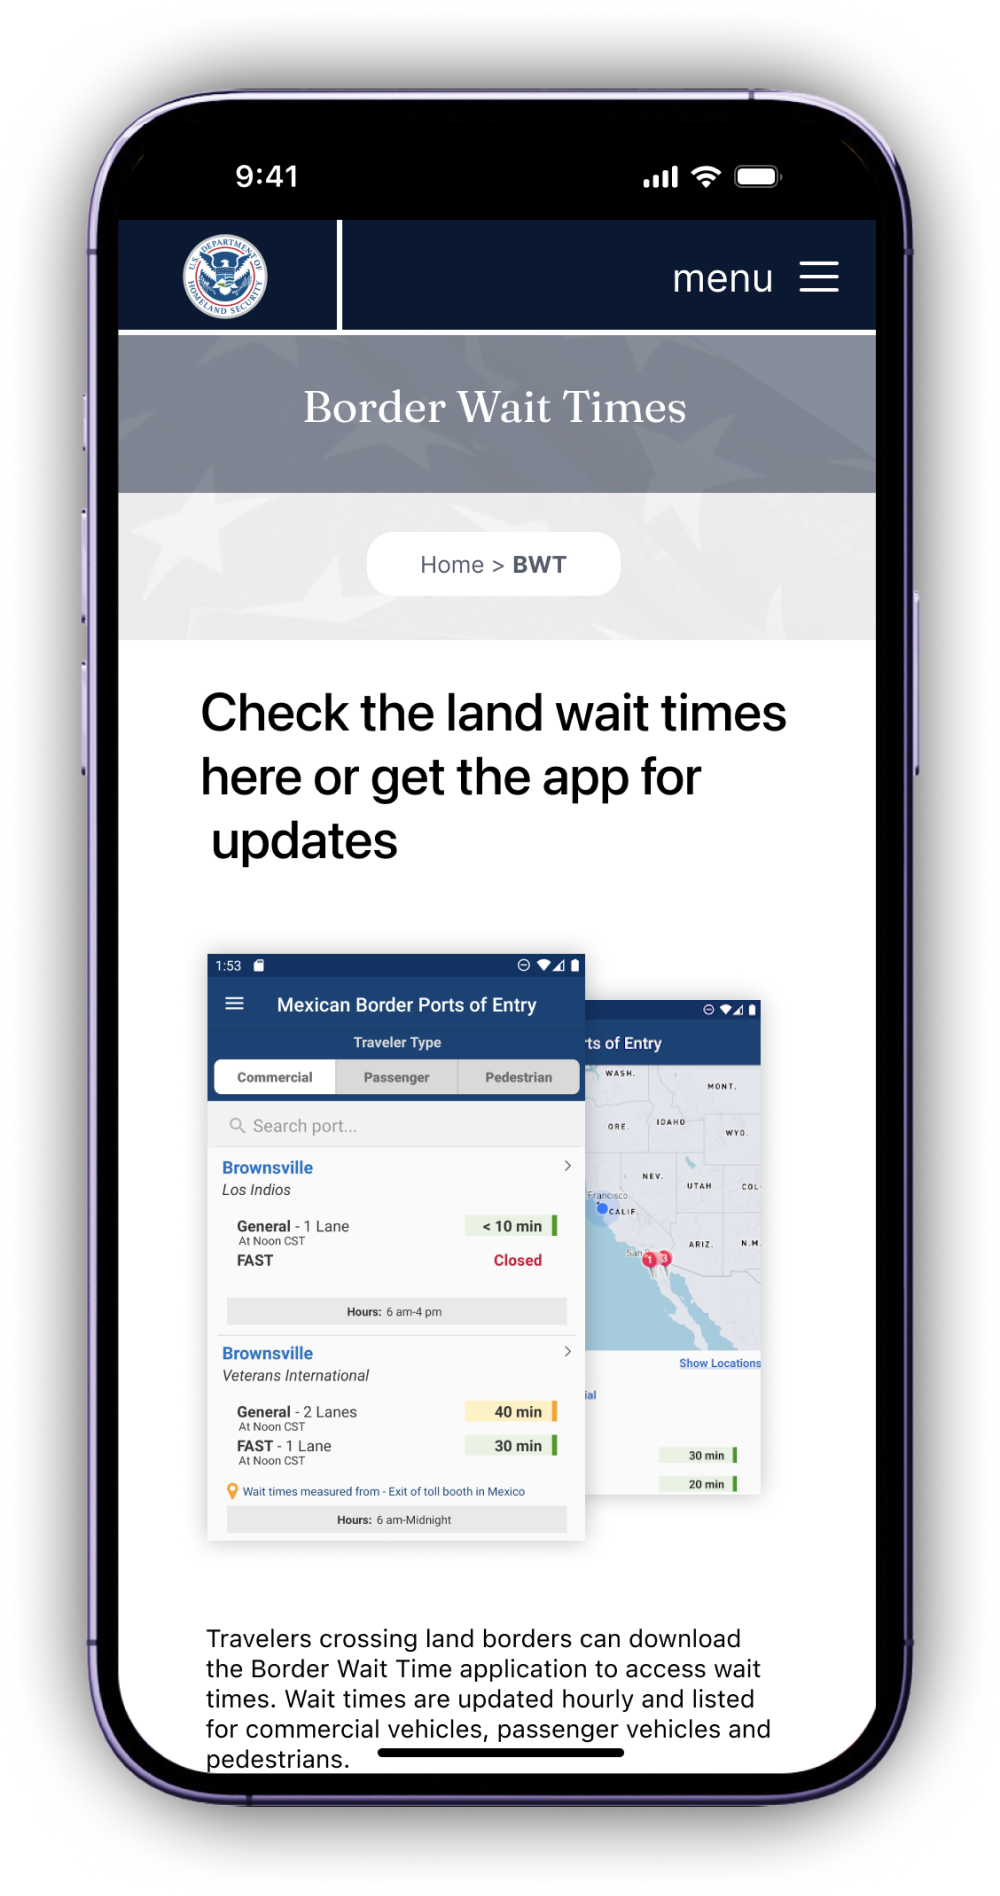 9:41
U.S. DEPARTMENT OF HOMELAND SECURITY
menu
Border Wait Times
Home > BWT
Check the land wait times
here or get the app for
updates
1:53
Mexican Border Ports of Entry
Traveler Type
Commercial Passenger Pedestrian
Search port...
Brownsville
Los Indios
General - 1 Lane < 10 min
At Noon CST
FAST Closed
Hours: 6 am-4 pm
Brownsville
Veterans International
General - 2 Lanes 40 min
At Noon CST
FAST - 1 Lane 30 min
At Noon CST
Wait times measured from - Exit of toll booth in Mexico
Hours: 6 am-Midnight
ts of Entry
WASH.
MONT.
ORE.
IDAHO
WYO.
NEV.
UTAH
COL
Francisco
CALIF.
ARIZ.
N.M.
San
1 3
Show Locations
ial
30 min
20 min
Travelers crossing land borders can download
the Border Wait Time application to access wait
times. Wait times are updated hourly and listed
for commercial vehicles, passenger vehicles and
pedestrians.